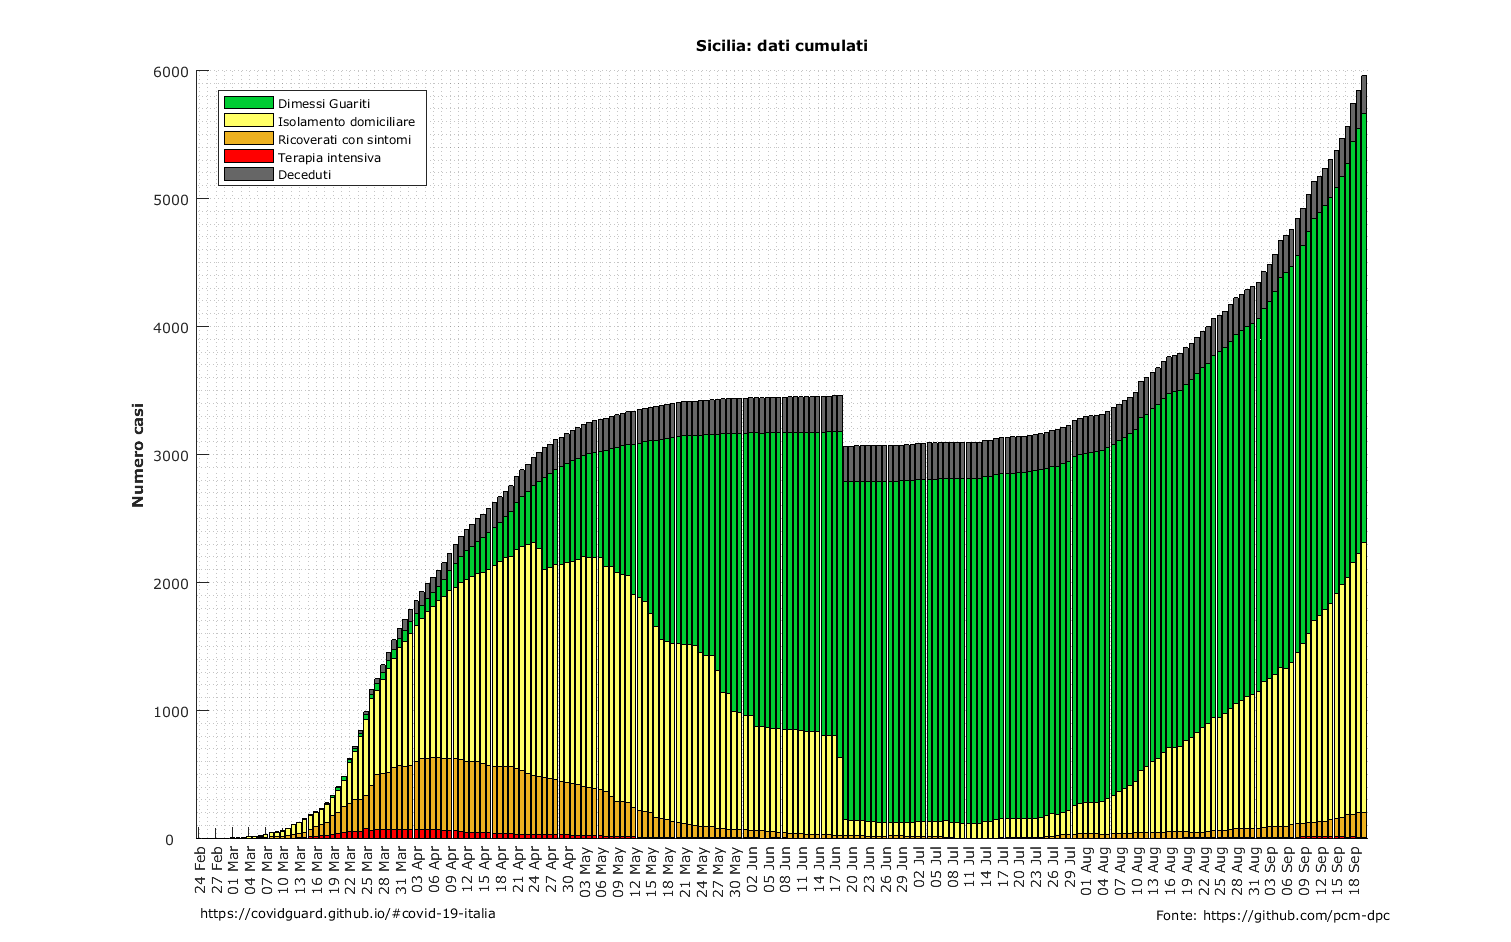 Sicilia: dati cumulati
6000
5000
4000
3000
2000
1000
0
Numero casi
Dimessi Guariti
Isolamento domiciliare
Ricoverati con sintomi
Terapia intensiva
Deceduti
24 Feb
27 Feb
01 Mar
04 Mar
07 Mar
10 Mar
13 Mar
16 Mar
19 Mar
22 Mar
25 Mar
28 Mar
31 Mar
03 Apr
06 Apr
09 Apr
12 Apr
15 Apr
18 Apr
21 Apr
24 Apr
27 Apr
30 Apr
03 May
06 May
09 May
12 May
15 May
18 May
21 May
24 May
27 May
30 May
02 Jun
05 Jun
08 Jun
11 Jun
14 Jun
17 Jun
20 Jun
23 Jun
26 Jun
29 Jun
02 Jul
05 Jul
08 Jul
11 Jul
14 Jul
17 Jul
20 Jul
23 Jul
26 Jul
29 Jul
01 Aug
04 Aug
07 Aug
10 Aug
13 Aug
16 Aug
19 Aug
22 Aug
25 Aug
28 Aug
31 Aug
03 Sep
06 Sep
09 Sep
12 Sep
15 Sep
18 Sep
https://covidguard.github.io/#covid-19-italia
Fonte: https://github.com/pcm-dpc